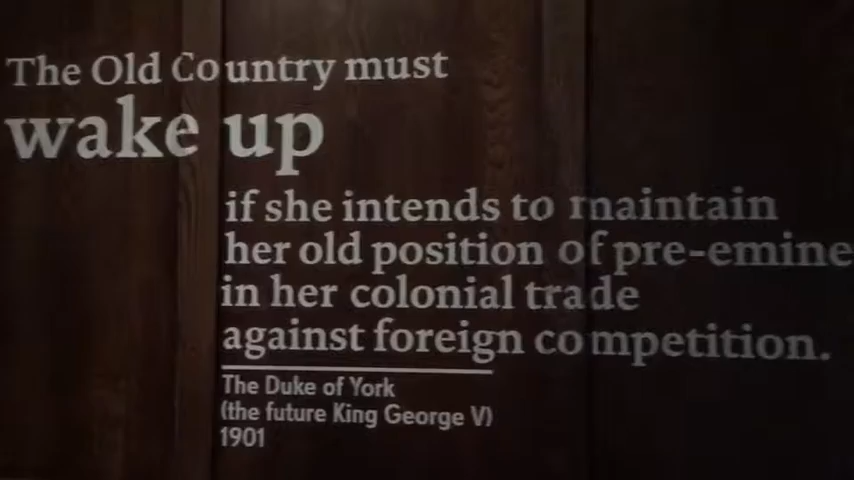 The Old Country must
wake up
if she intends to maintain
her old position of pre-emine
in her colonial trade
against foreign competition.
The Duke of York
(the future King George V)
1901